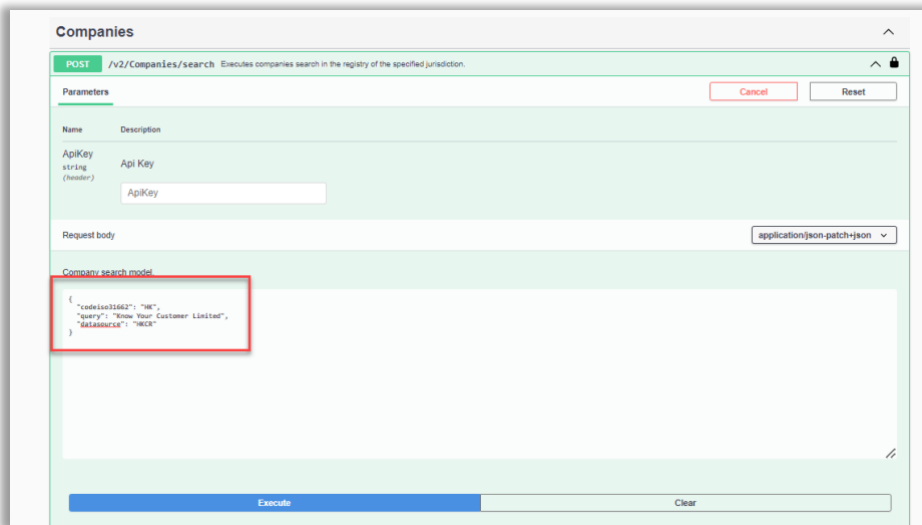 Companies
POST /v2/Companies/search Executes companies search in the registry of the specified jurisdiction.
Parameters Cancel Reset
Name Description
ApiKey Api Key
string
(header)
ApiKey
Request body application/json-patch+json
Company search model.
{
"codeiso31662": "HK",
"query": "Know Your Customer Limited",
"datasource": "HKCR"
}
Execute Clear